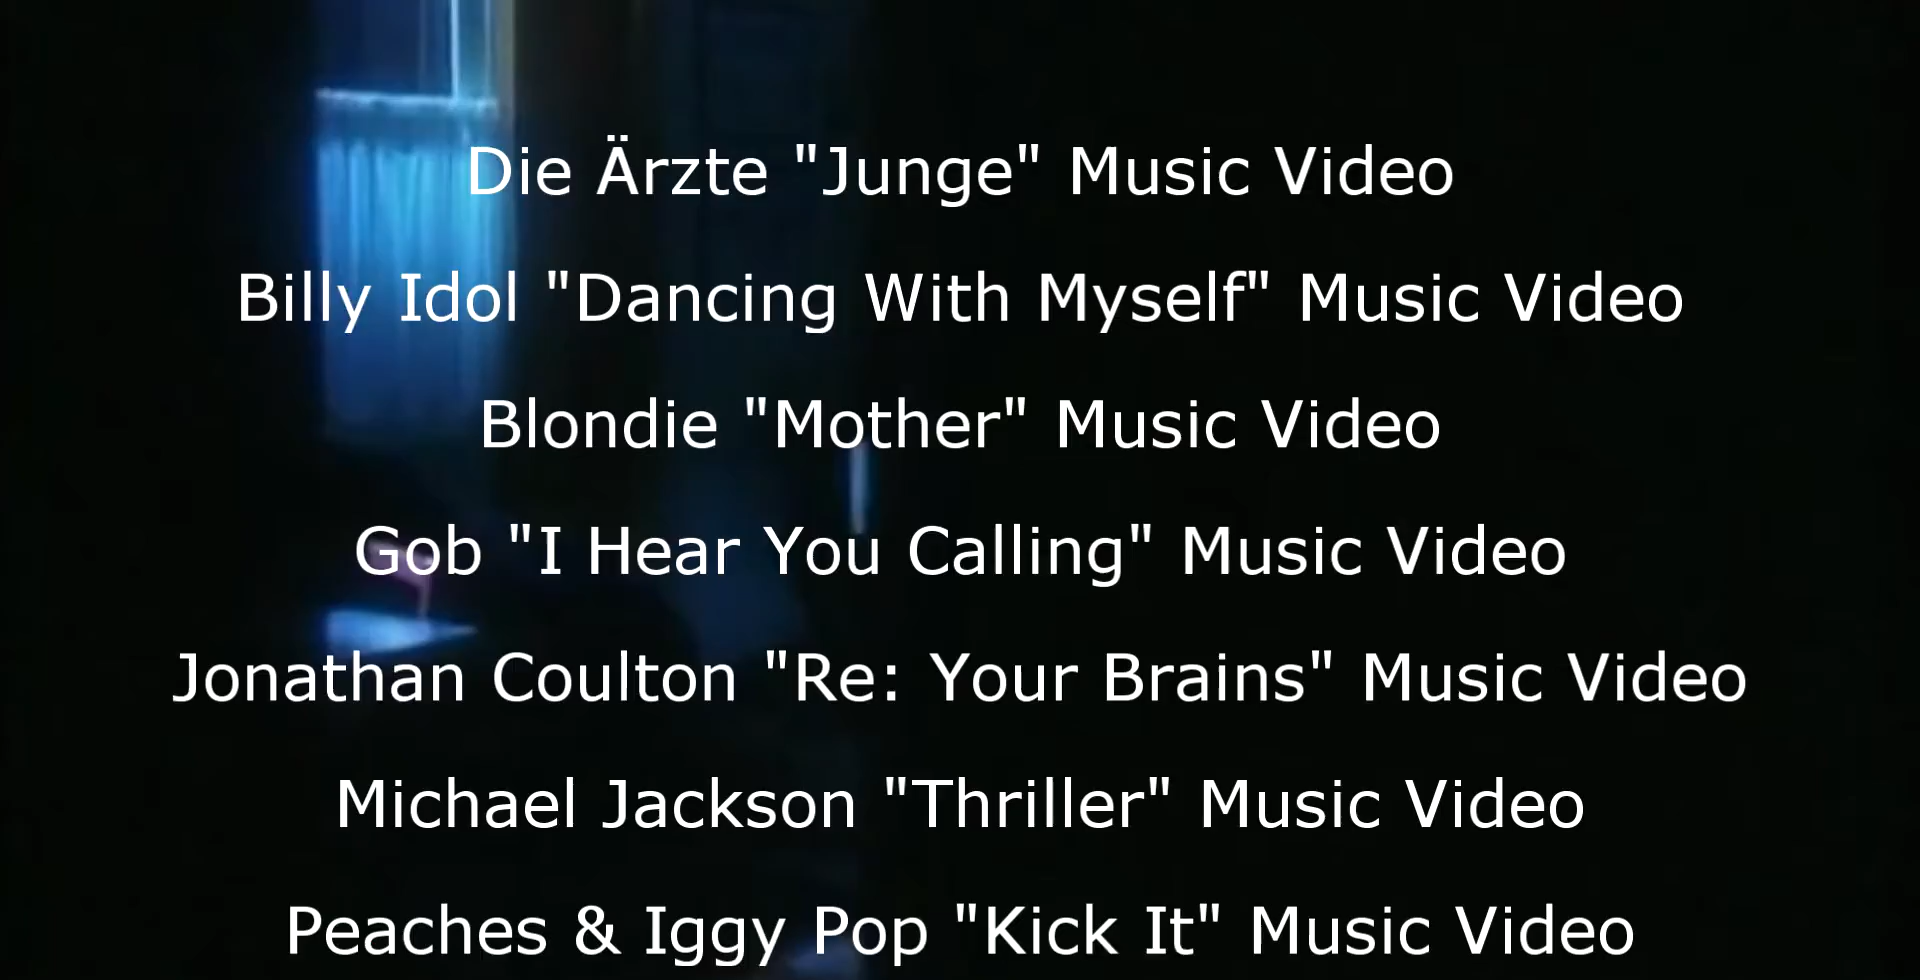 Die Ärzte "Junge" Music Video
Billy Idol "Dancing With Myself" Music Video
Blondie "Mother" Music Video
Gob "I Hear You Calling" Music Video
Jonathan Coulton "Re: Your Brains" Music Video
Michael Jackson "Thriller" Music Video
Peaches & Iggy Pop "Kick It" Music Video